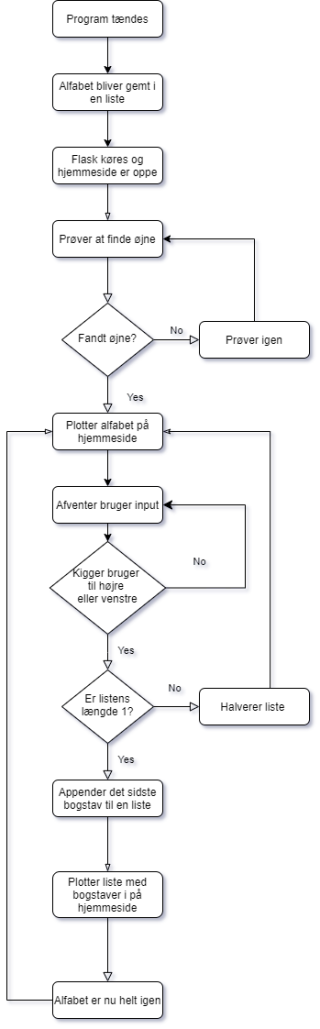 Program tændes
Alfabet bliver gemt i
en liste
Flask køres og
hjemmeside er oppe
Prøver at finde øjne
Fandt øjne?
No
Prøver igen
Yes
Plotter alfabet på
hjemmeside
Afventer bruger input
Kigger bruger
til højre
eller venstre
No
Yes
Er listens
længde 1?
No
Halverer liste
Yes
Appender det sidste
bogstav til en liste
Plotter liste med
bogstaver i på
hjemmeside
Alfabet er nu helt igen